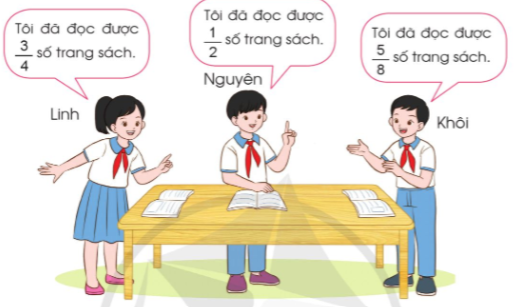 Tôi đã đọc được
3/4 số trang sách.
Linh
Tôi đã đọc được
1/2 số trang sách.
Nguyên
Tôi đã đọc được
5/8 số trang sách.
Khôi